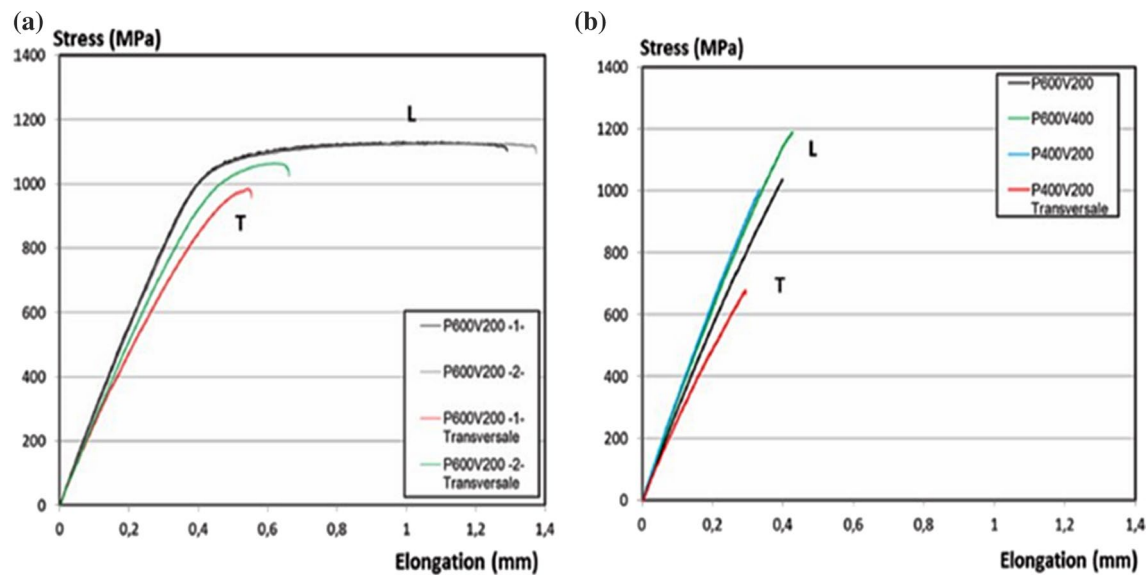 (a)
Stress (MPa)
1400
1200
1000
800
600
400
200
0
0
0,2
0,4
0,6
0,8
1
1,2
1,4
Elongation (mm)
L
T
P600V200 -1-
P600V200 -2-
P600V200 -1-
Transversale
P600V200 -2-
Transversale
(b)
Stress (MPa)
1400
1200
1000
800
600
400
200
0
0
0,2
0,4
0,6
0,8
1
1,2
1,4
Elongation (mm)
L
T
P600V200
P600V400
P400V200
P400V200
Transversale